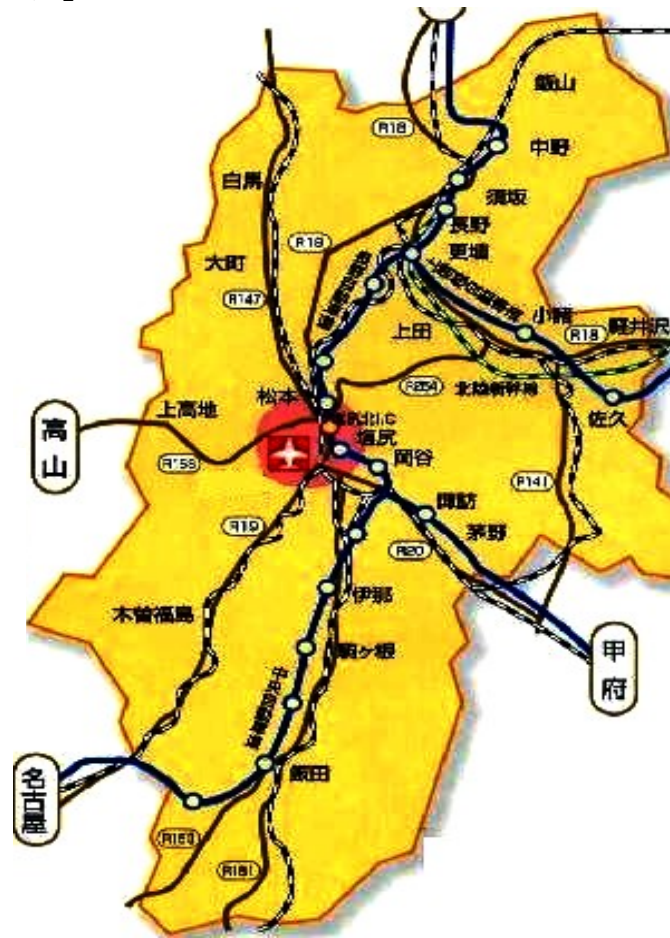 飯山
R18
中野
白馬
須坂
長野
R19
更埴
大町
小諸
R147
上田
R18
軽井沢
R254
北陸新幹線
松本
佐久
上高地
塩尻
高山
岡谷
R158
R141
諏訪
R19
茅野
R20
伊那
木曽福島
駒ヶ根
甲府
飯田
名古屋
R153
R151